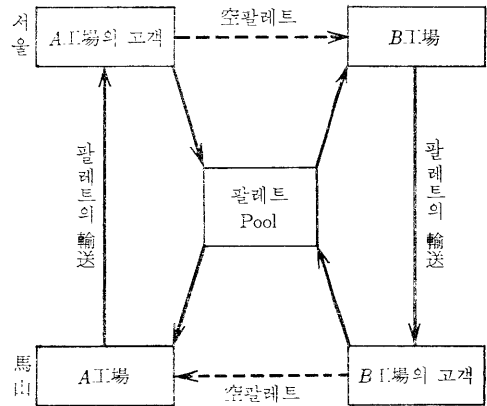 서울
A工場의 고객
空팔레트
B工場
팔레트의 輸送
팔레트
Pool
팔레트의 輸送
馬山
A工場
空팔레트
B工場의 고객